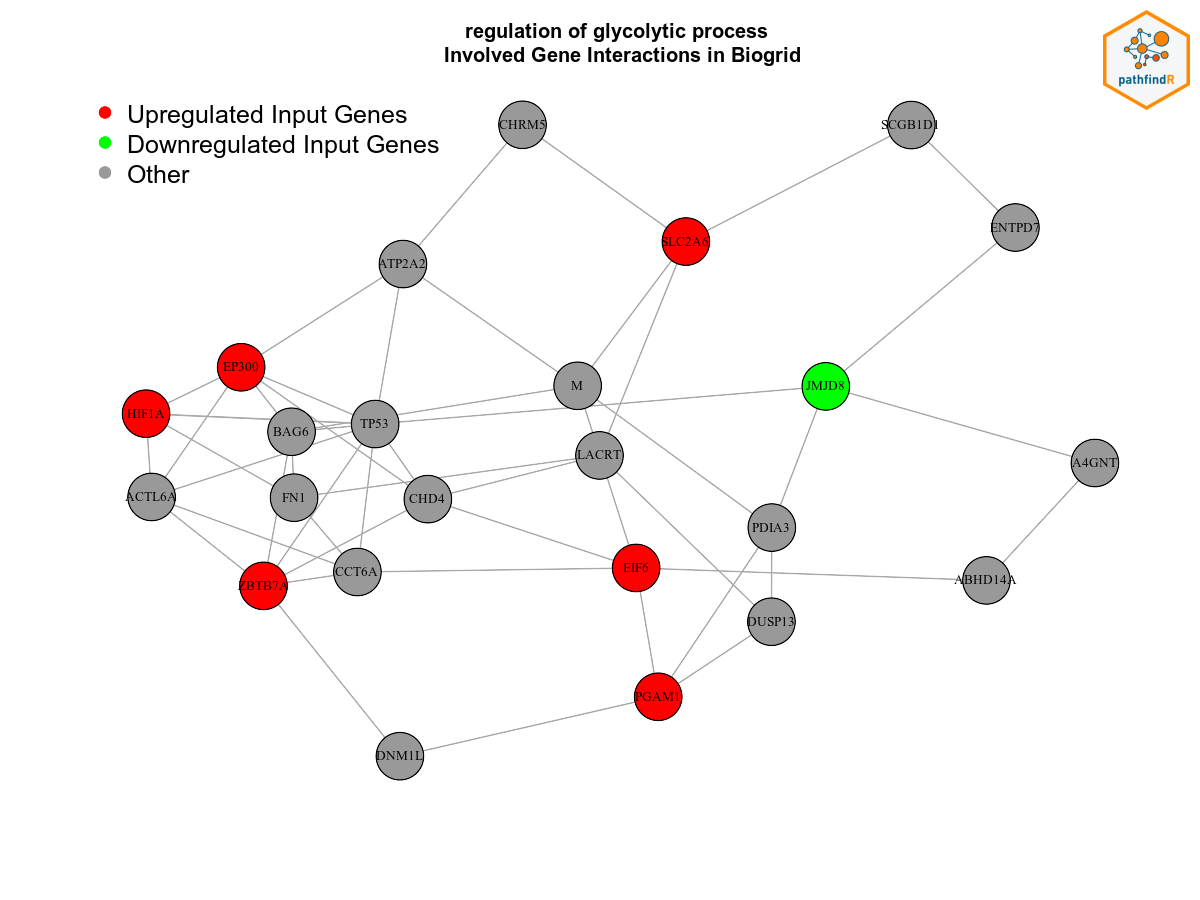 regulation of glycolytic process
Involved Gene Interactions in Biogrid
pathfindR
Upregulated Input Genes
Downregulated Input Genes
Other
CHRM5
SCGB1D1
ENTPD7
SLC2A6
ATP2A2
EP300
M
JMJD8
HIF1A
BAG6
TP53
LACRT
A4GNT
ACTL6A
FN1
CHD4
PDIA3
ZBTB7A
CCT6A
EIF6
ABHD14A
DUSP13
PGAM1
DNM1L